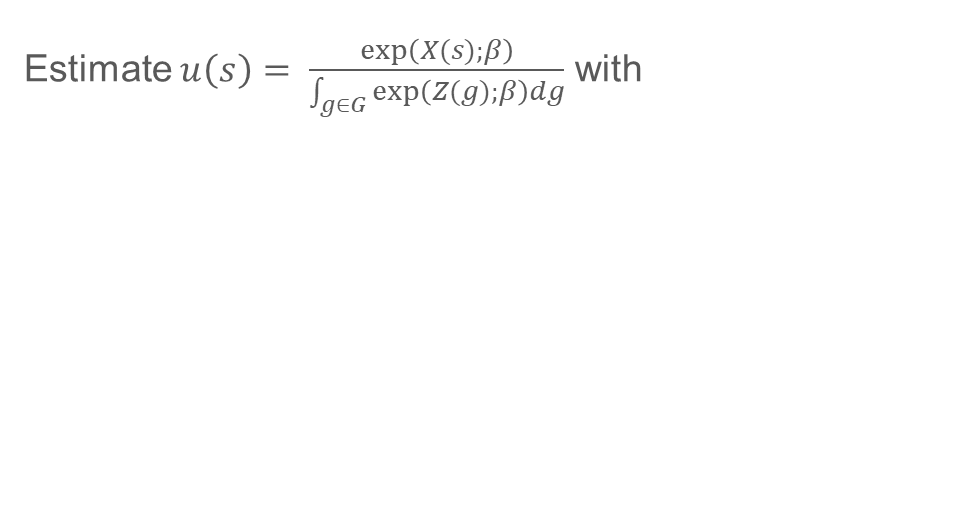 Estimate 𝑢(𝑠) = exp(𝑋(𝑠);𝛽) / ∫𝑔∈𝐺 exp(𝑍(𝑔);𝛽)𝑑𝑔 with